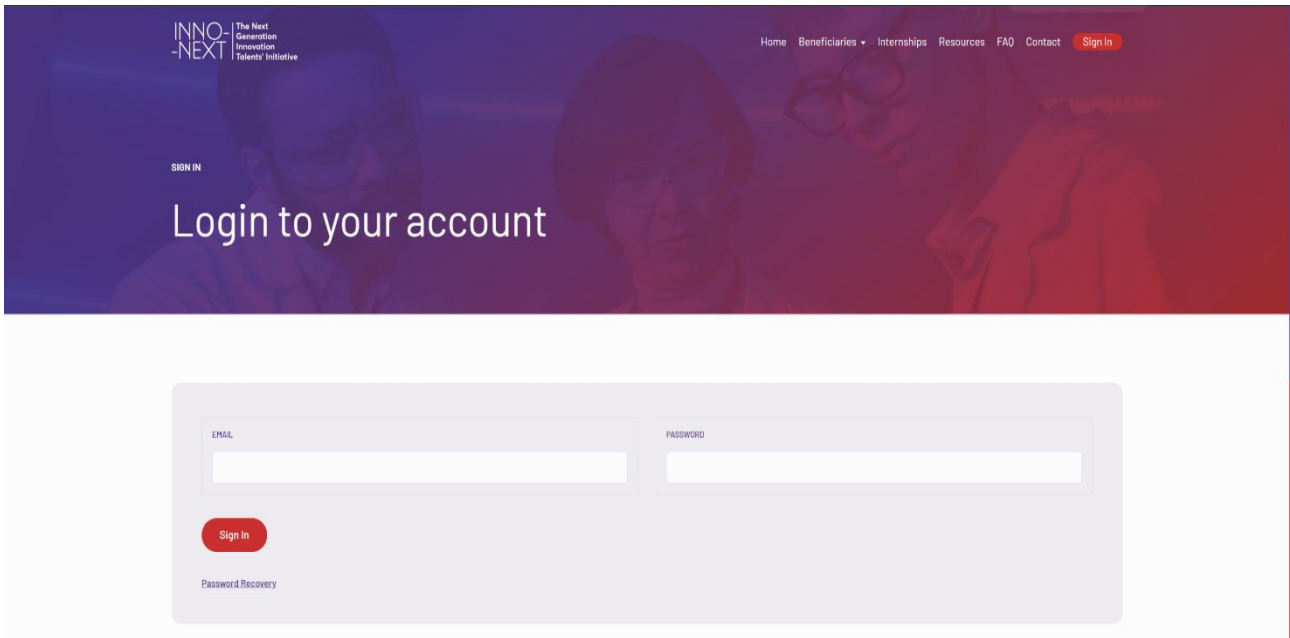 INNO-
-NEXT
The Next
Generation
Innovation
Talents' Initiative
Home Beneficiaries Internships Resources FAQ Contact Sign In
SIGN IN
Login to your account
EMAIL
PASSWORD
Sign In
Password Recovery